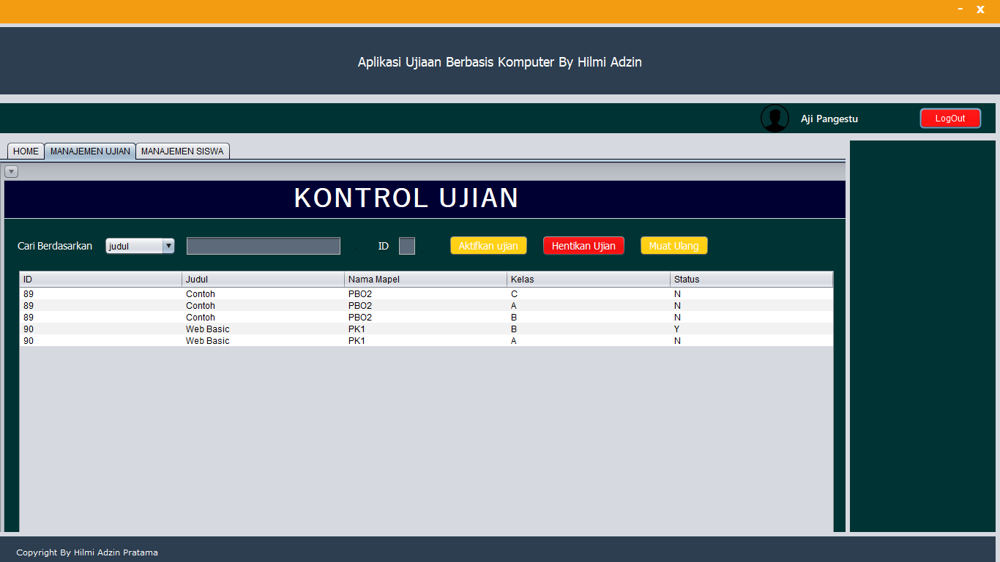 - x
Aplikasi Ujiaan Berbasis Komputer By Hilmi Adzin
Aji Pangestu LogOut
HOME MANAJEMEN UJIAN MANAJEMEN SISWA
KONTROL UJIAN
Cari Berdasarkan judul ID Aktifkan ujian Hentikan Ujian Muat Ulang
ID Judul Nama Mapel Kelas Status
89 Contoh PBO2 C N
89 Contoh PBO2 A N
89 Contoh PBO2 B N
90 Web Basic PK1 B Y
90 Web Basic PK1 A N
Copyright By Hilmi Adzin Pratama